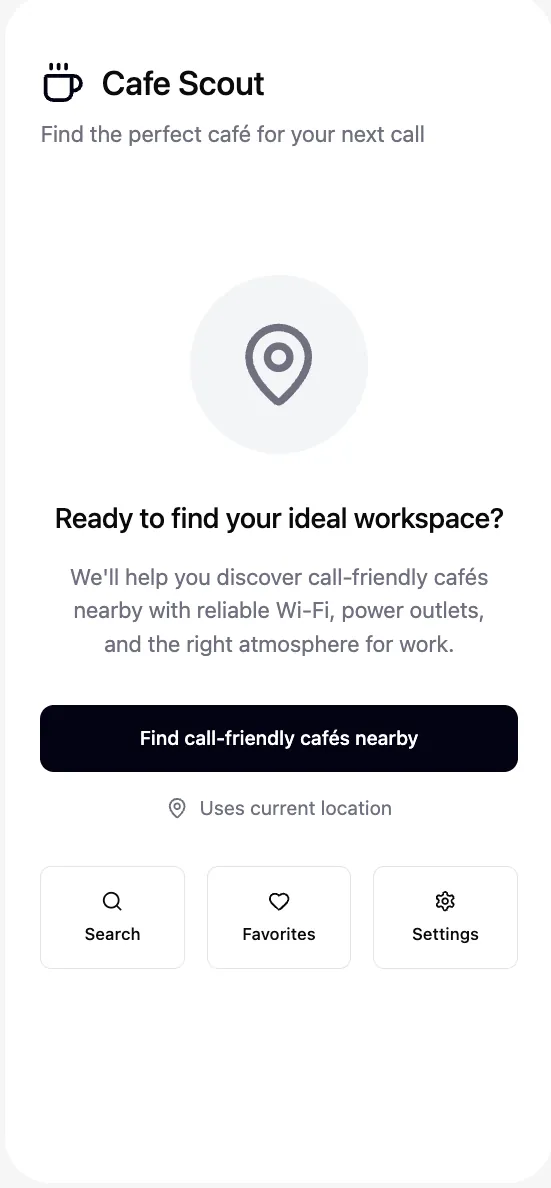 Cafe Scout
Find the perfect café for your next call
Ready to find your ideal workspace?
We'll help you discover call-friendly cafés
nearby with reliable Wi-Fi, power outlets,
and the right atmosphere for work.
Find call-friendly cafés nearby
Uses current location
Search
Favorites
Settings